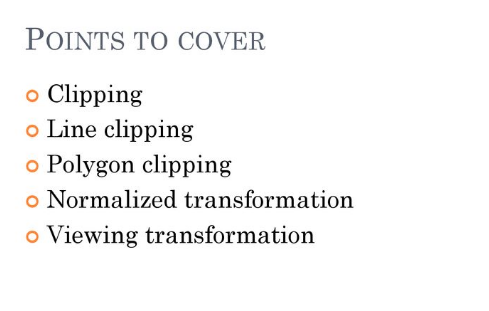 Points to cover
Clipping
Line clipping
Polygon clipping
Normalized transformation
Viewing transformation